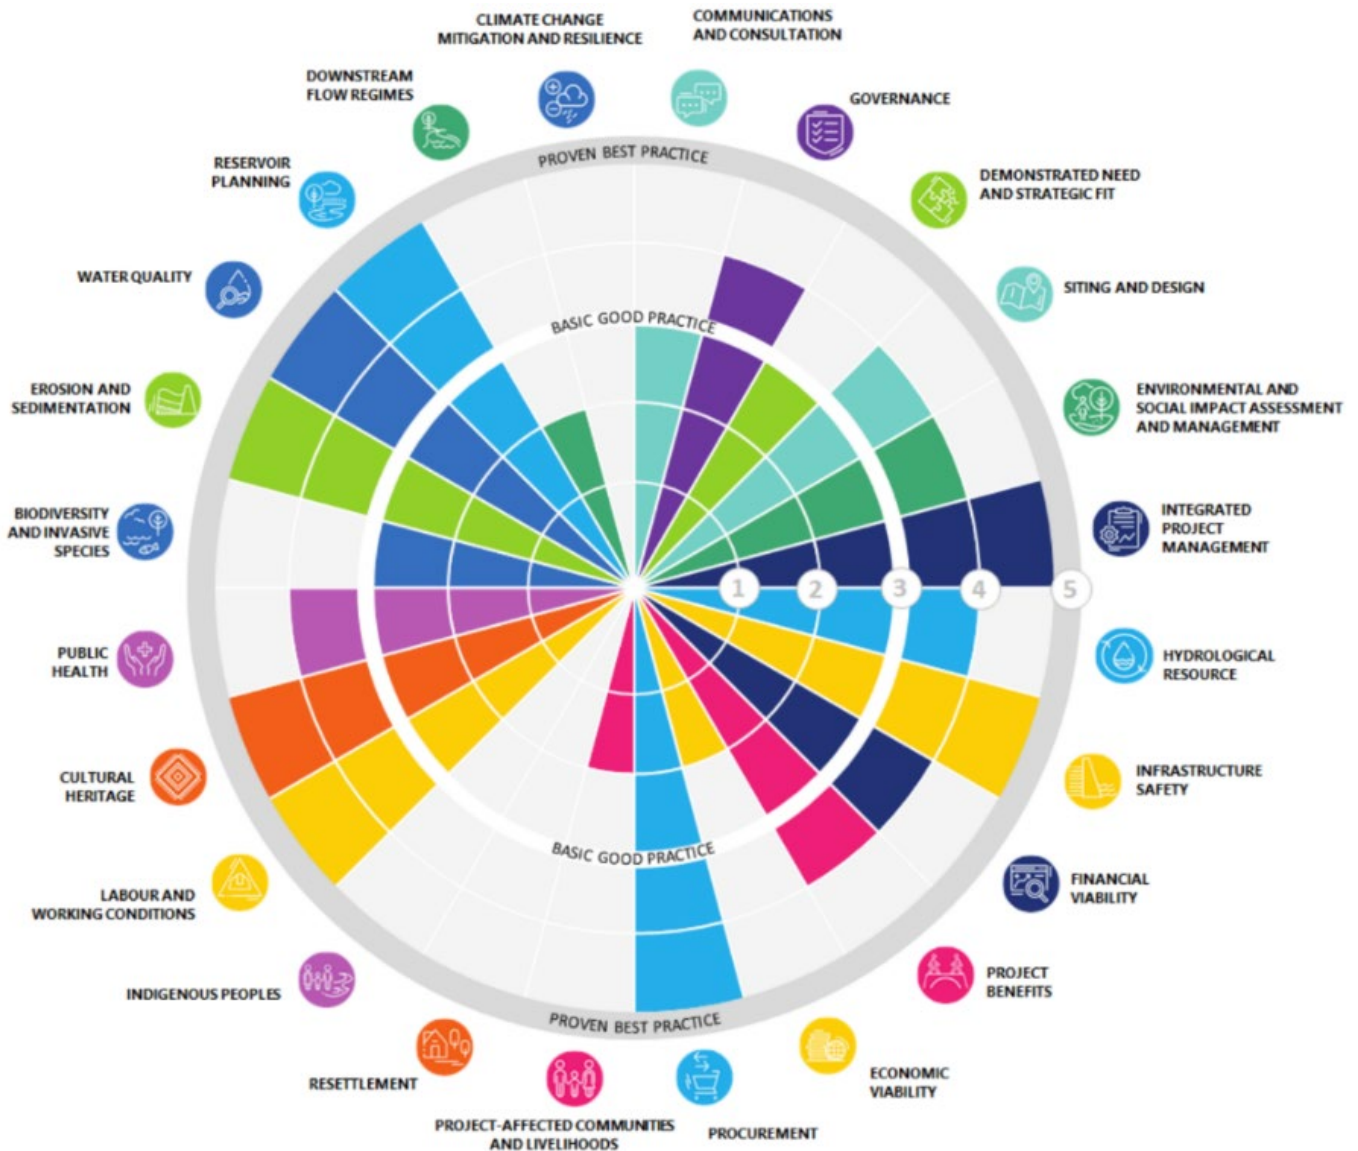 CLIMATE CHANGE
MITIGATION AND RESILIENCE
COMMUNICATIONS
AND CONSULTATION
GOVERNANCE
DEMONSTRATED NEED
AND STRATEGIC FIT
SITING AND DESIGN
ENVIRONMENTAL AND
SOCIAL IMPACT ASSESSMENT
AND MANAGEMENT
INTEGRATED
PROJECT
MANAGEMENT
HYDROLOGICAL
RESOURCE
INFRASTRUCTURE
SAFETY
FINANCIAL
VIABILITY
PROJECT
BENEFITS
ECONOMIC
VIABILITY
PROCUREMENT
PROJECT-AFFECTED COMMUNITIES
AND LIVELIHOODS
RESETTLEMENT
INDIGENOUS PEOPLES
LABOUR AND
WORKING CONDITIONS
CULTURAL
HERITAGE
PUBLIC
HEALTH
BIODIVERSITY
AND INVASIVE
SPECIES
EROSION AND
SEDIMENTATION
WATER QUALITY
RESERVOIR
PLANNING
DOWNSTREAM
FLOW REGIMES
PROVEN BEST PRACTICE
BASIC GOOD PRACTICE
1 2 3 4 5
BASIC GOOD PRACTICE
PROVEN BEST PRACTICE